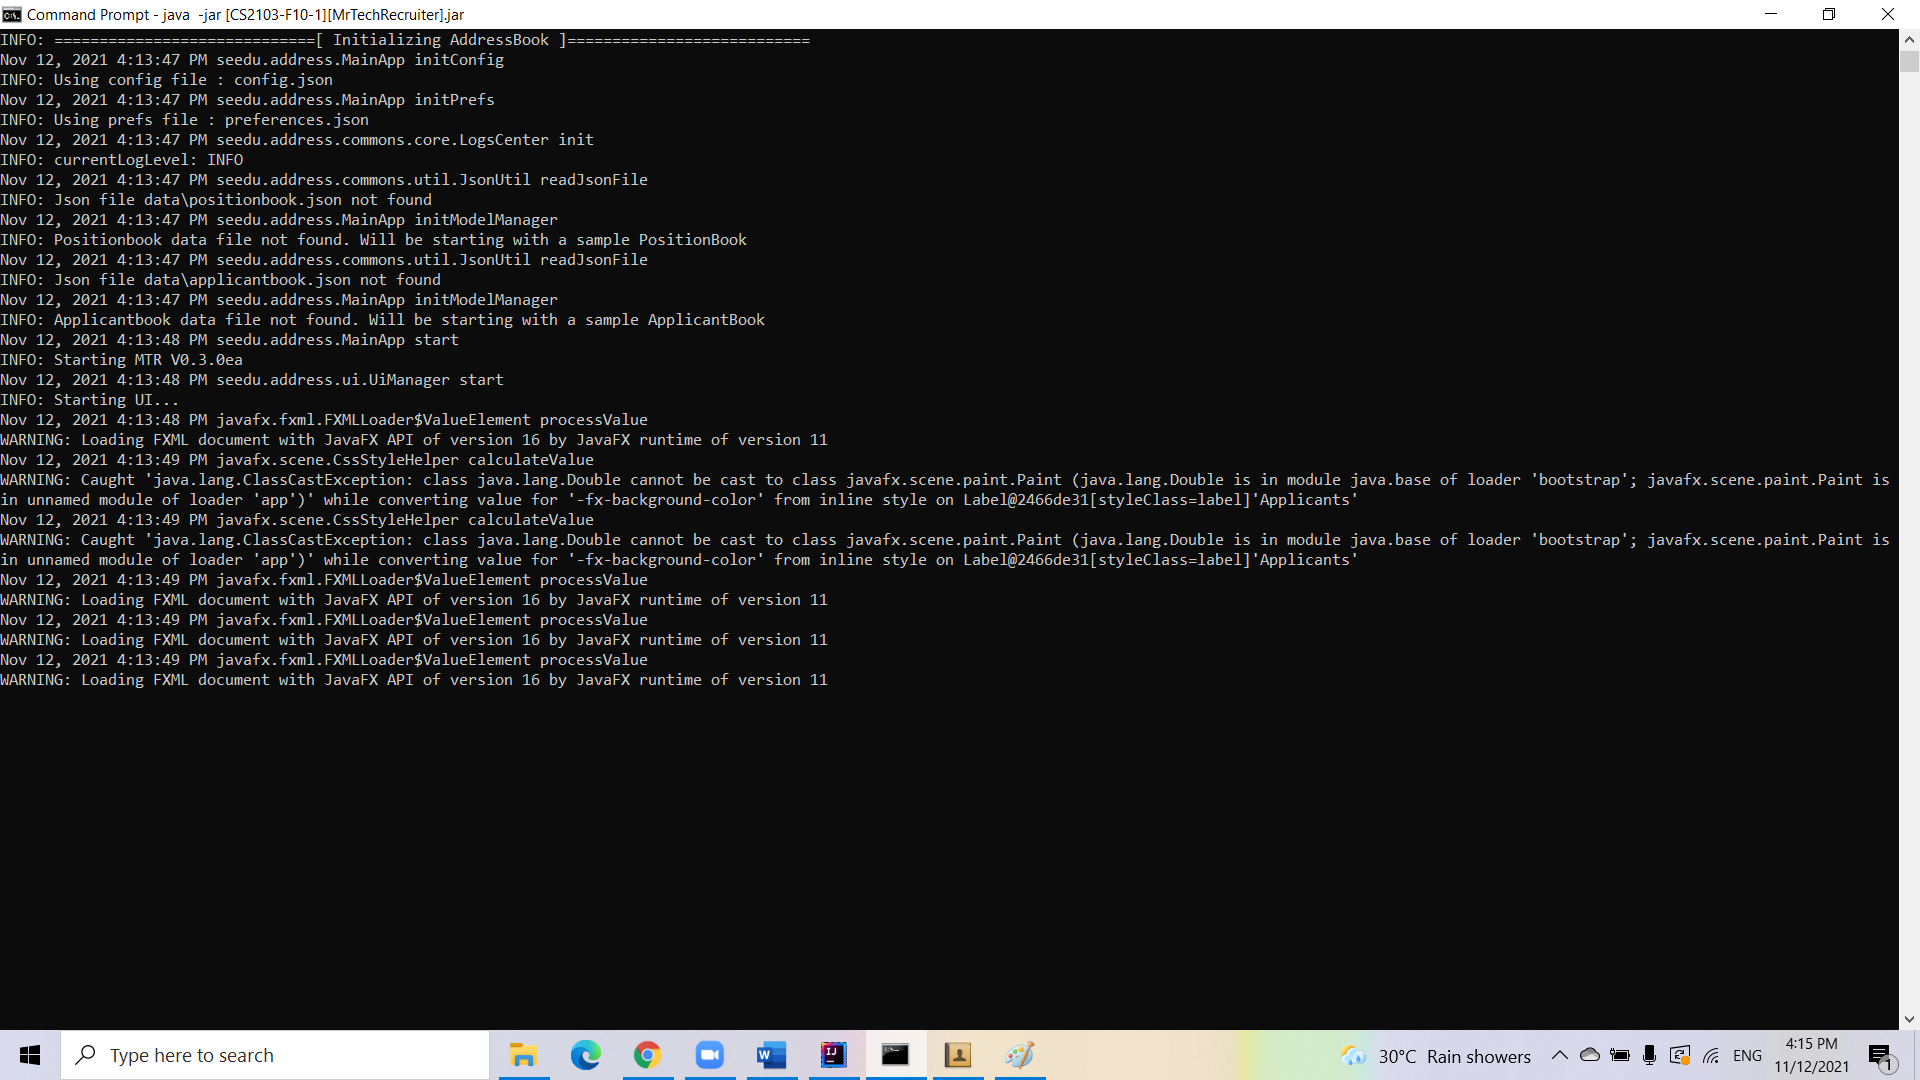 Command Prompt - java  -jar [CS2103-F10-1][MrTechRecruiter].jar
INFO: =============================[ Initializing AddressBook ]===========================
Nov 12, 2021 4:13:47 PM seedu.address.MainApp initConfig
INFO: Using config file : config.json
Nov 12, 2021 4:13:47 PM seedu.address.MainApp initPrefs
INFO: Using prefs file : preferences.json
Nov 12, 2021 4:13:47 PM seedu.address.commons.core.LogsCenter init
INFO: currentLogLevel: INFO
Nov 12, 2021 4:13:47 PM seedu.address.commons.util.JsonUtil readJsonFile
INFO: Json file data\positionbook.json not found
Nov 12, 2021 4:13:47 PM seedu.address.MainApp initModelManager
INFO: Positionbook data file not found. Will be starting with a sample PositionBook
Nov 12, 2021 4:13:47 PM seedu.address.commons.util.JsonUtil readJsonFile
INFO: Json file data\applicantbook.json not found
Nov 12, 2021 4:13:47 PM seedu.address.MainApp initModelManager
INFO: Applicantbook data file not found. Will be starting with a sample ApplicantBook
Nov 12, 2021 4:13:48 PM seedu.address.MainApp start
INFO: Starting MTR V0.3.0ea
Nov 12, 2021 4:13:48 PM seedu.address.ui.UiManager start
INFO: Starting UI...
Nov 12, 2021 4:13:48 PM javafx.fxml.FXMLLoader$ValueElement processValue
WARNING: Loading FXML document with JavaFX API of version 16 by JavaFX runtime of version 11
Nov 12, 2021 4:13:49 PM javafx.scene.CssStyleHelper calculateValue
WARNING: Caught 'java.lang.ClassCastException: class java.lang.Double cannot be cast to class javafx.scene.paint.Paint (java.lang.Double is in module java.base of loader 'bootstrap'; javafx.scene.paint.Paint is
in unnamed module of loader 'app')' while converting value for '-fx-background-color' from inline style on Label@2466de31[styleClass=label]'Applicants'
Nov 12, 2021 4:13:49 PM javafx.scene.CssStyleHelper calculateValue
WARNING: Caught 'java.lang.ClassCastException: class java.lang.Double cannot be cast to class javafx.scene.paint.Paint (java.lang.Double is in module java.base of loader 'bootstrap'; javafx.scene.paint.Paint is
in unnamed module of loader 'app')' while converting value for '-fx-background-color' from inline style on Label@2466de31[styleClass=label]'Applicants'
Nov 12, 2021 4:13:49 PM javafx.fxml.FXMLLoader$ValueElement processValue
WARNING: Loading FXML document with JavaFX API of version 16 by JavaFX runtime of version 11
Nov 12, 2021 4:13:49 PM javafx.fxml.FXMLLoader$ValueElement processValue
WARNING: Loading FXML document with JavaFX API of version 16 by JavaFX runtime of version 11
Nov 12, 2021 4:13:49 PM javafx.fxml.FXMLLoader$ValueElement processValue
WARNING: Loading FXML document with JavaFX API of version 16 by JavaFX runtime of version 11
Type here to search
30°C Rain showers
ENG
4:15 PM
11/12/2021
1